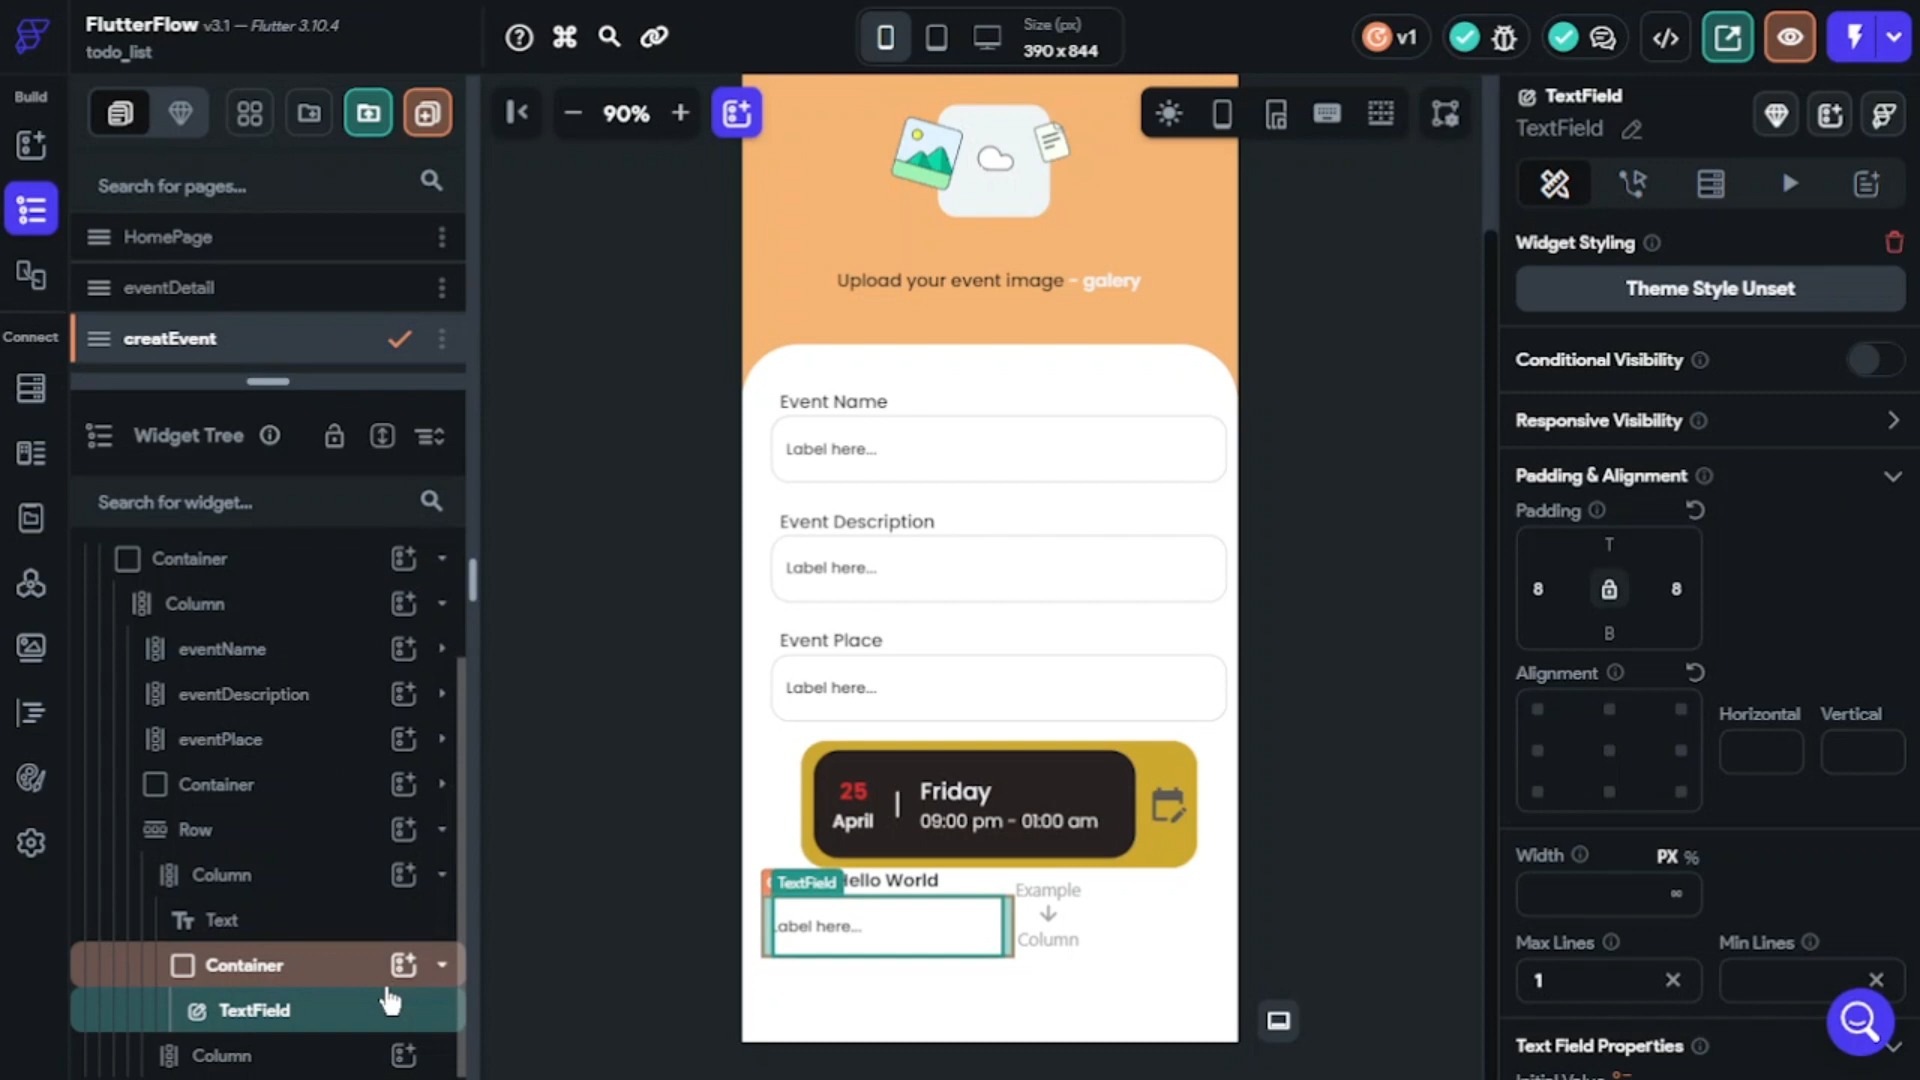 FlutterFlow v3.1 — Flutter 3.10.4
todo_list
Size (px)
390 x 844
v1
Build
Connect
Search for pages...
HomePage
eventDetail
creatEvent
Widget Tree
Search for widget...
Container
Column
eventName
eventDescription
eventPlace
Container
Row
Column
Text
Container
TextField
Column
90%
Upload your event image - galery
Event Name
Label here...
Event Description
Label here...
Event Place
Label here...
25
April
|
Friday
09:00 pm - 01:00 am
TextField
Hello World
Label here...
Example
Column
TextField
TextField
Widget Styling
Theme Style Unset
Conditional Visibility
Responsive Visibility
Padding & Alignment
Padding
T
8
8
B
Alignment
Horizontal
Vertical
Width
PX %
∞
Max Lines
Min Lines
1
Text Field Properties
Initial Value